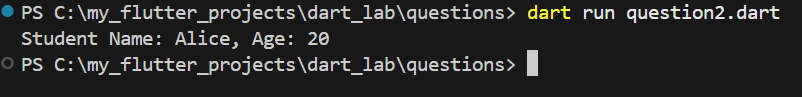 PS C:\my_flutter_projects\dart_lab\questions> dart run question2.dart
Student Name: Alice, Age: 20
PS C:\my_flutter_projects\dart_lab\questions>